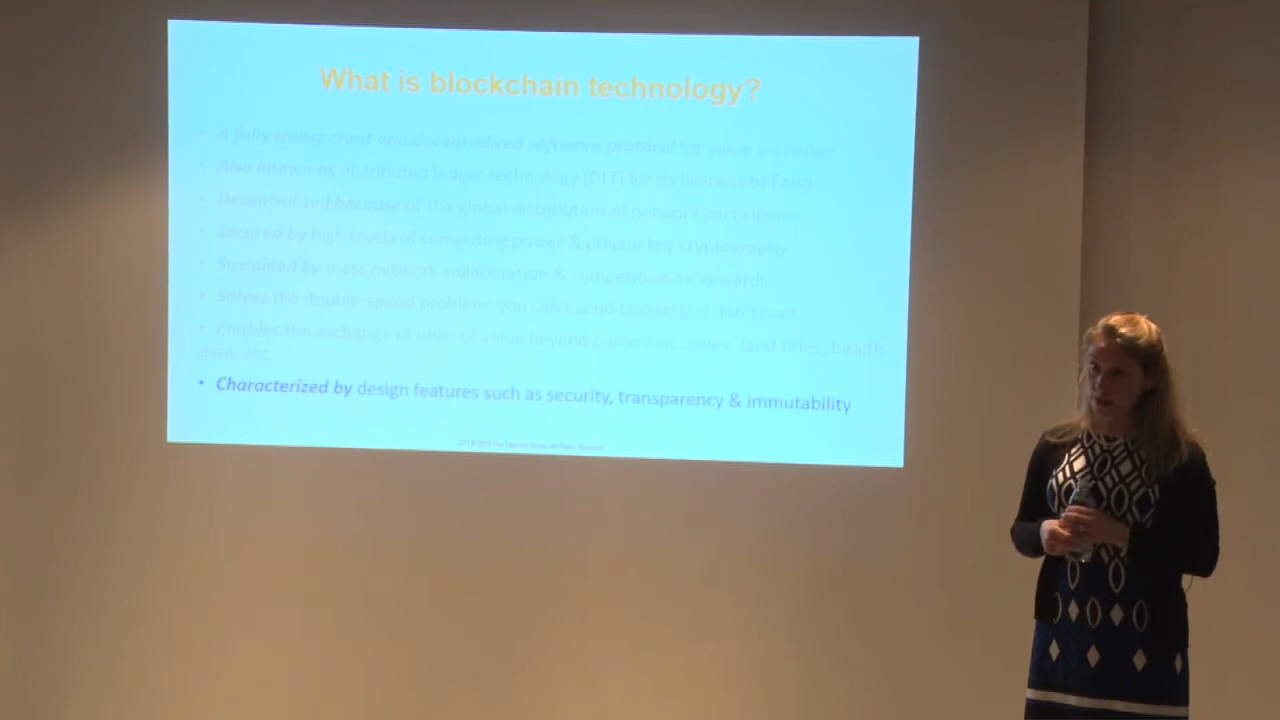 What is blockchain technology?
• A fully transparent and decentralized software protocol for value exchange
• Also known as distributed ledger technology (DLT) for its likeness to Excel
• Decentralized because of the global distribution of network participants
• Secured by high levels of computing power & private key cryptography
• Sustained by mass network collaboration & competition for rewards
• Solves the double-spend problem: you can't send bitcoin you don't own
• Enables the exchange of units of value beyond currencies: votes, land titles, health
data, etc.
• Characterized by design features such as security, transparency & immutability
All Rights Reserved